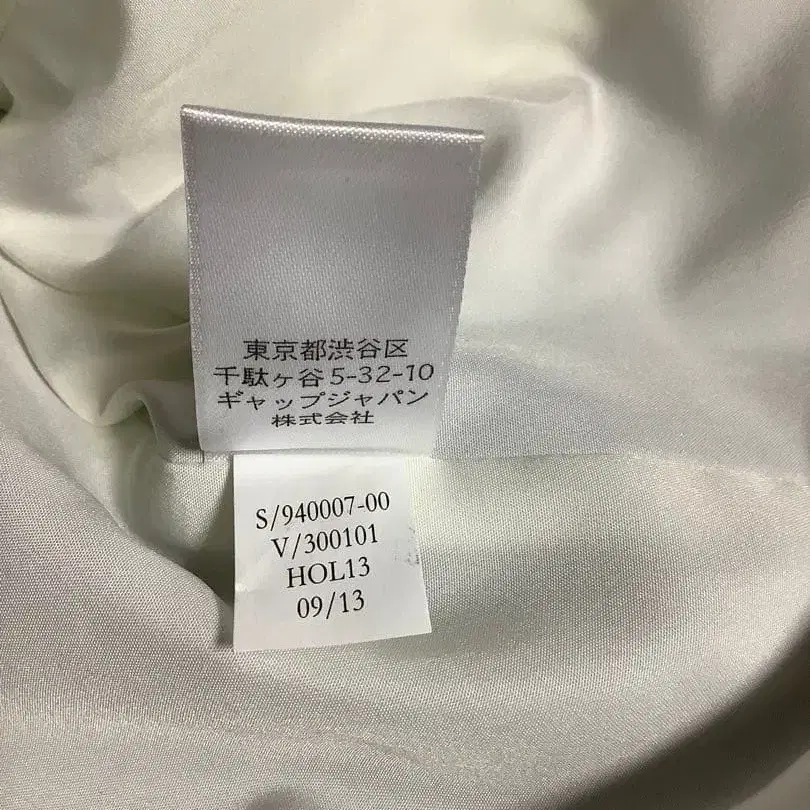 東京都渋谷区
千駄ヶ谷 5-32-10
ギャップジャパン
株式会社
S/940007-00
V/300101
HOL13
09/13